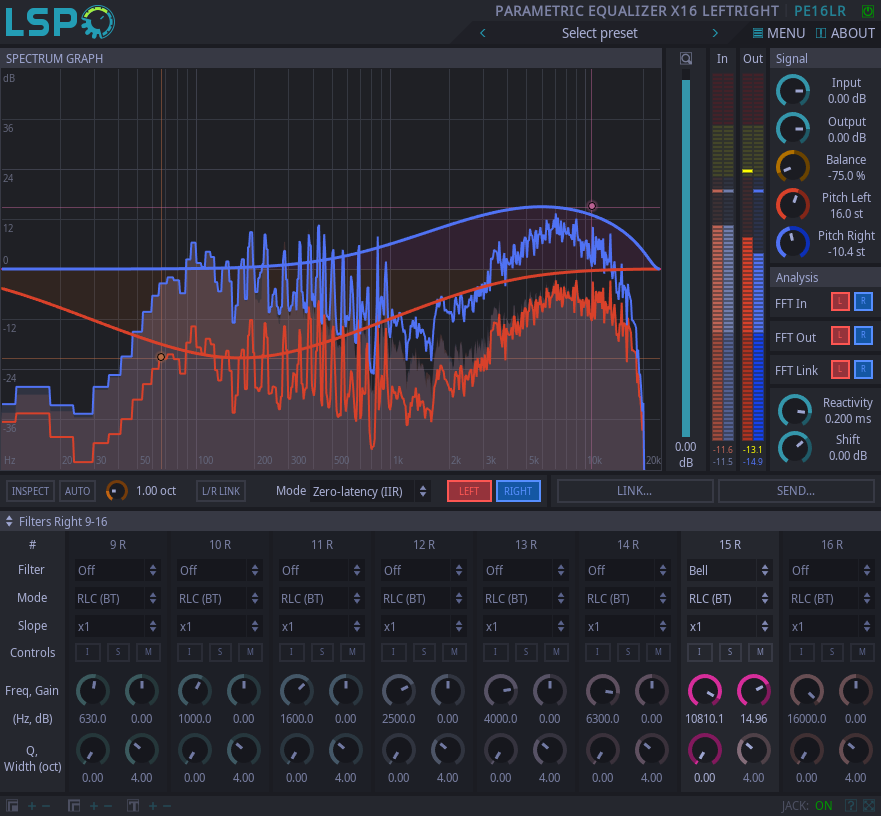 LSP
PARAMETRIC EQUALIZER X16 LEFTRIGHT PE16LR
Select preset
MENU ABOUT
SPECTRUM GRAPH
In Out
Signal
dB
36
24
12
0
-12
-24
-36
Hz 20 30 50 100 200 300 500 1k 2k 3k 5k 10k 20k
0.00
dB
-11.6 -13.1
-11.5 -14.9
Input
0.00 dB
Output
0.00 dB
Balance
-75.0 %
Pitch Left
16.0 st
Pitch Right
-10.4 st
Analysis
FFT In L R
FFT Out L R
FFT Link L R
Reactivity
0.200 ms
Shift
0.00 dB
INSPECT AUTO 1.00 oct L/R LINK Mode Zero-latency (IIR) LEFT RIGHT LINK... SEND...
Filters Right 9-16
# 9 R 10 R 11 R 12 R 13 R 14 R 15 R 16 R
Filter Off Off Off Off Off Off Bell Off
Mode RLC (BT) RLC (BT) RLC (BT) RLC (BT) RLC (BT) RLC (BT) RLC (BT) RLC (BT)
Slope x1 x1 x1 x1 x1 x1 x1 x1
Controls I S M I S M I S M I S M I S M I S M I S M I S M
Freq, Gain
(Hz, dB) 630.0 0.00 1000.0 0.00 1600.0 0.00 2500.0 0.00 4000.0 0.00 6300.0 0.00 10810.1 14.96 16000.0 0.00
Q,
Width (oct)
0.00 4.00 0.00 4.00 0.00 4.00 0.00 4.00 0.00 4.00 0.00 4.00 0.00 4.00 0.00 4.00
+ − + − T + − JACK: ON ?